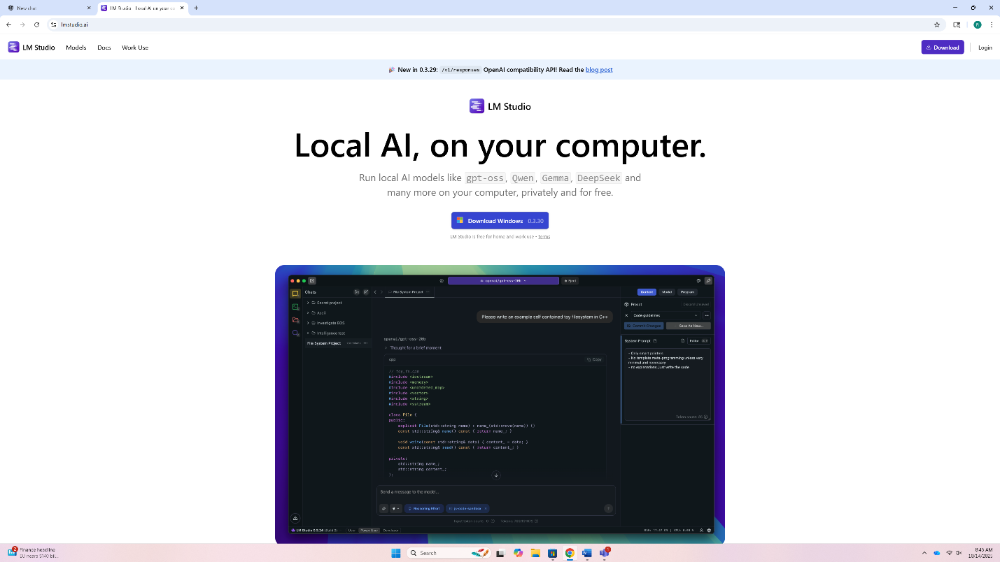 New chat
LM Studio - Local AI on your co
lmstudio.ai
R
LM Studio
Models
Docs
Work Use
Download
Login
🎉 New in 0.3.29: /v1/responses OpenAI compatibility API! Read the blog post
LM Studio
Local AI, on your computer.
Run local AI models like gpt-oss, Qwen, Gemma, DeepSeek and
many more on your computer, privately and for free.
Download Windows 0.3.30
LM Studio is free for home and work use • terms
openai/gpt-oss-20b
Eject
Chats
Secret project
Ascii
Investigate EOS
Intelligence test
File System Project
File System Project
Please write an example self contained toy filesystem in C++
openai/gpt-oss-20b
Thought for a brief moment
cpp
Copy
// toy_fs.cpp
#include <iostream>
#include <memory>
#include <unordered_map>
#include <vector>
#include <string>
#include <sstream>
class File {
public:
explicit File(std::string name) : name_(std::move(name)) {}
const std::string& name() const { return name_; }
void write(const std::string& data) { content_ = data; }
const std::string& read() const { return content_; }
private:
std::string name_;
std::string content_;
};
Send a message to the model...
Reasoning Effort
js-code-sandbox
Input token count: 0
Context
Model
Program
Preset
Discard Unsaved
Code guidelines
Commit Changes
Save As New...
System Prompt
Editor
- Only smart pointers
- No template meta-programming unless very
minimal and necessary
- no explanations, just write the code
Token count: 25
LM Studio 0.3.24 (Build 2)
User
Power User
Developer
2
Finance headline
EU nears $140 bil...
Search
1
8:45 AM
10/14/2025